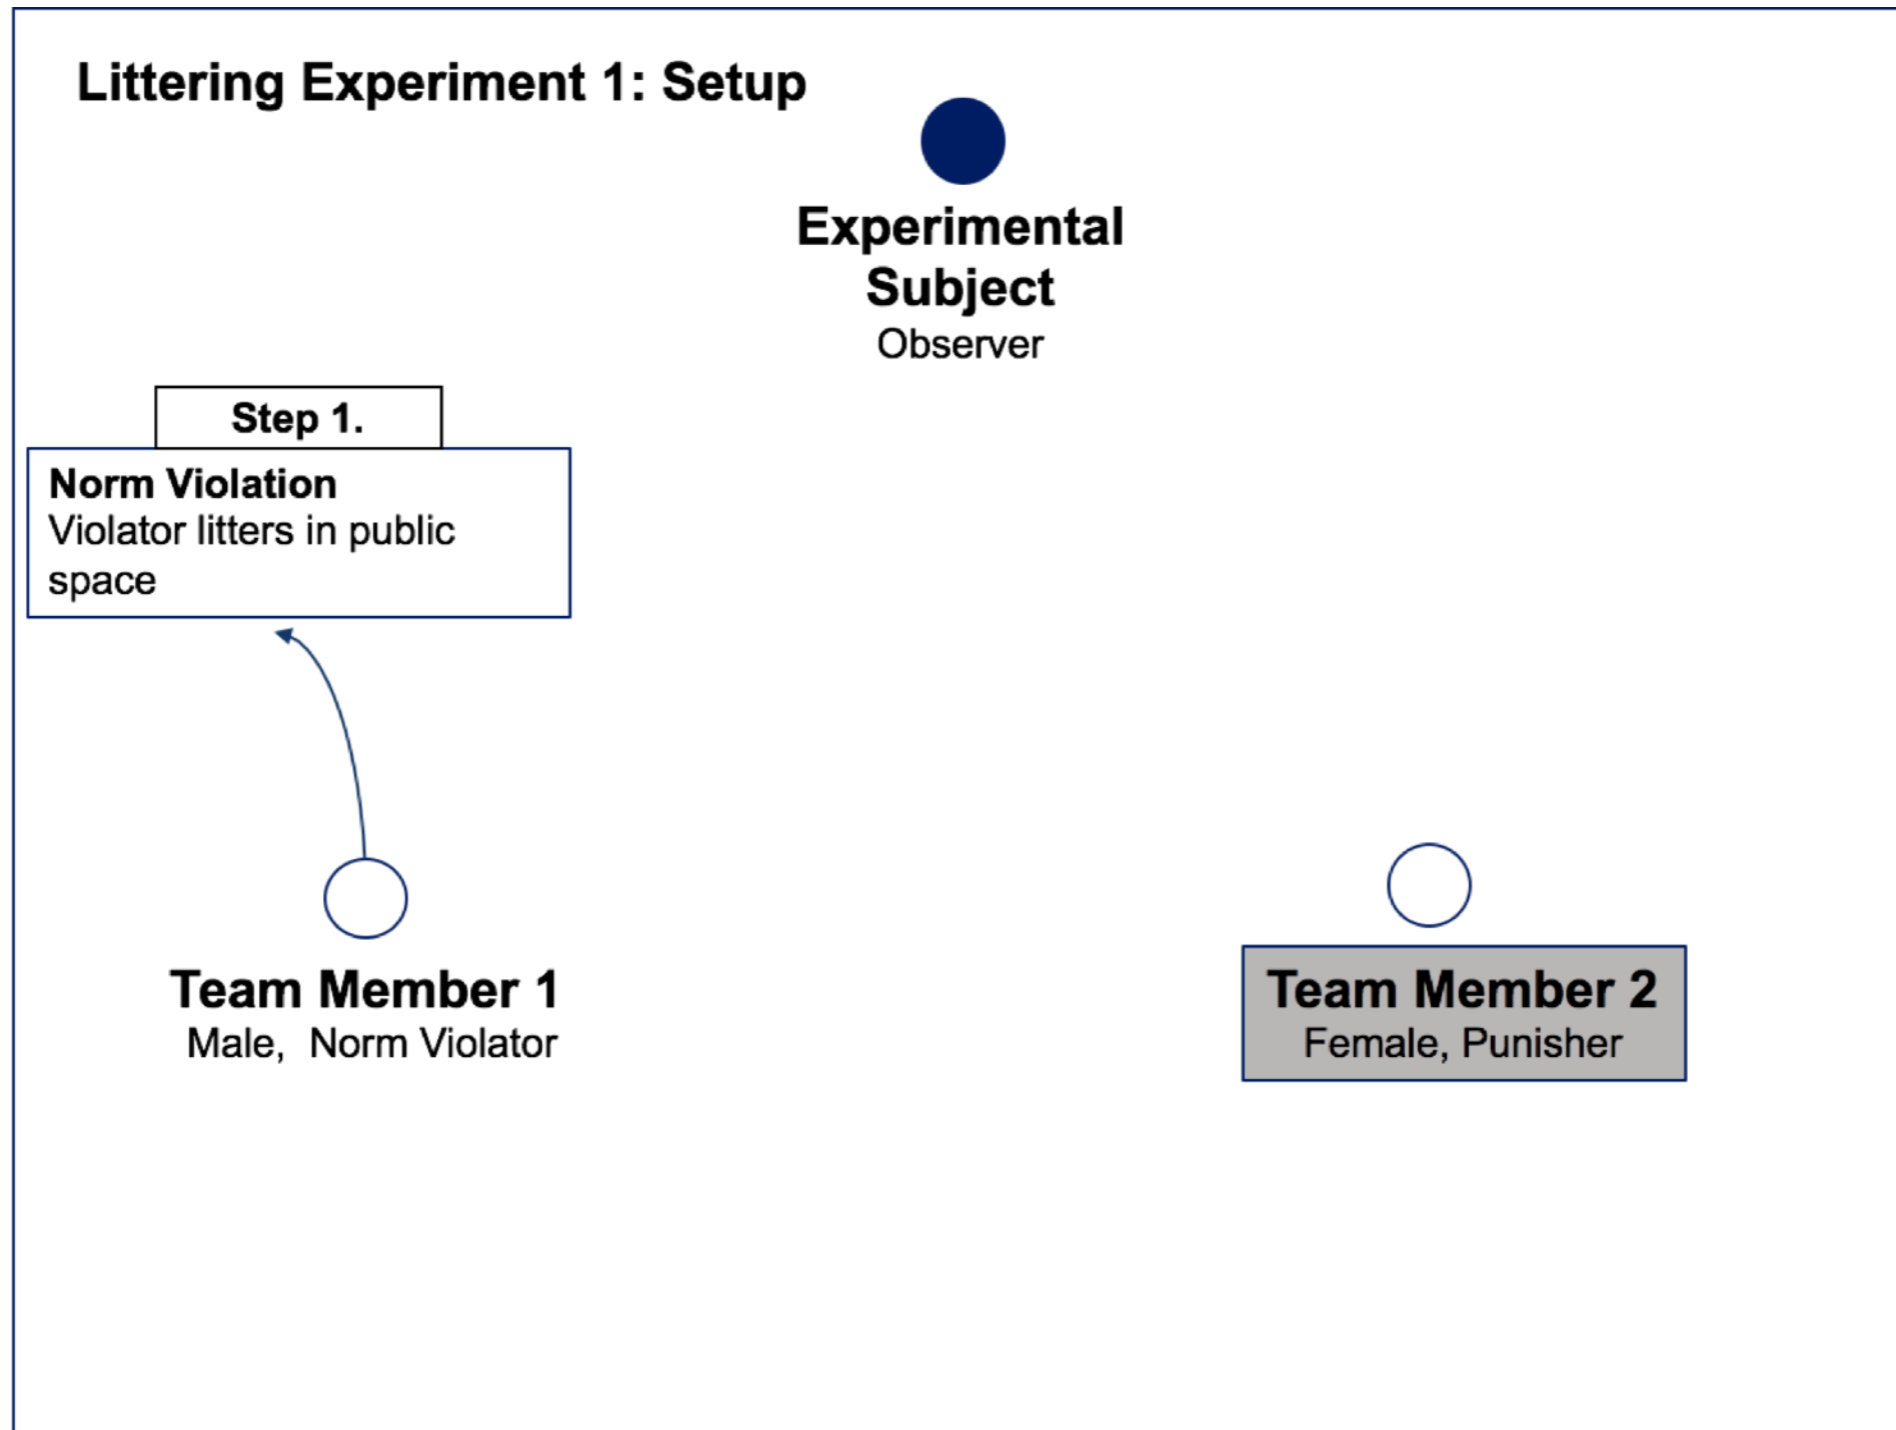 Littering Experiment 1: Setup
Experimental
Subject
Observer
Step 1.
Norm Violation
Violator litters in public
space
Team Member 1
Male,  Norm Violator
Team Member 2
Female, Punisher